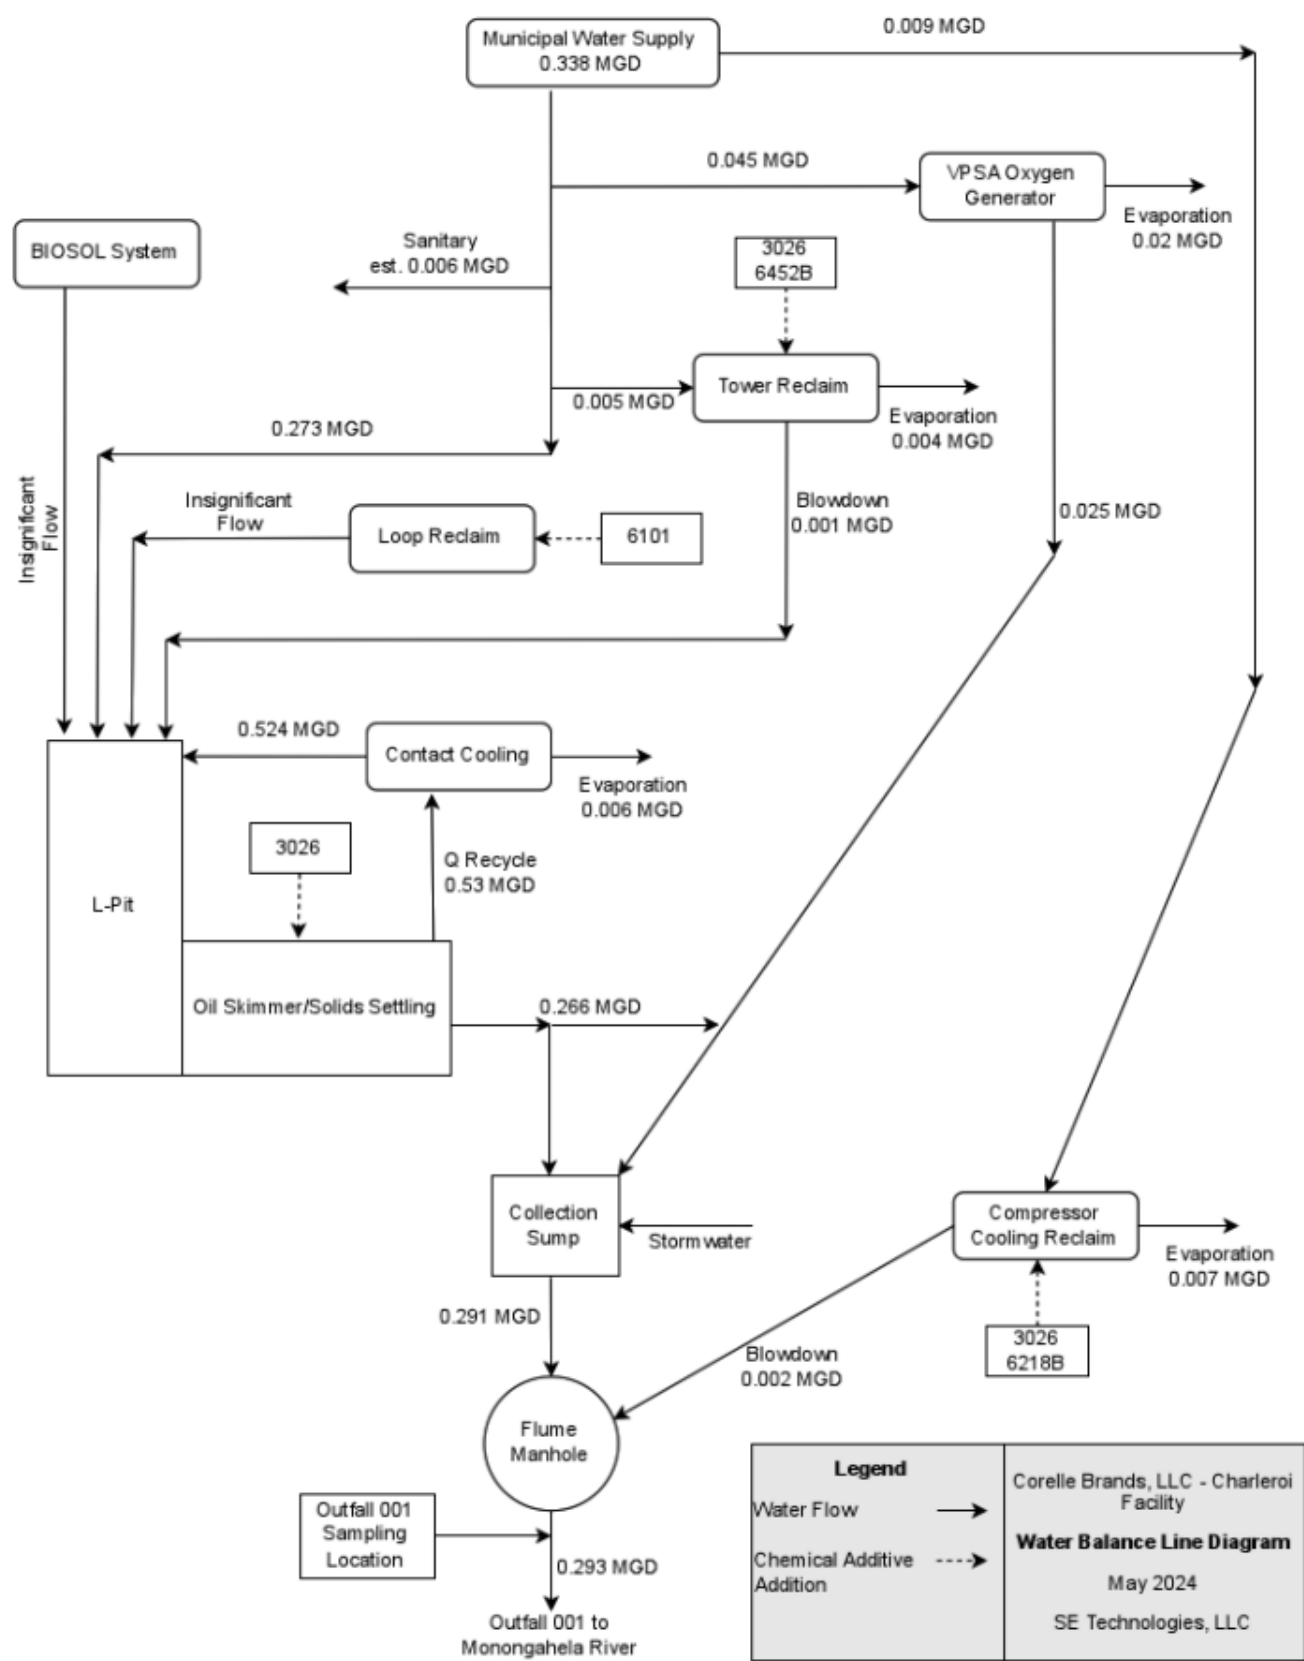 Municipal Water Supply
0.338 MGD
0.009 MGD
0.045 MGD
VPSA Oxygen
Generator
Evaporation
0.02 MGD
BIOSOL System
Sanitary
est. 0.006 MGD
3026
6452B
Tower Reclaim
0.005 MGD
Evaporation
0.004 MGD
0.273 MGD
Insignificant
Flow
Insignificant
Flow
Loop Reclaim
6101
Blowdown
0.001 MGD
0.025 MGD
0.524 MGD
Contact Cooling
Evaporation
0.006 MGD
3026
Q Recycle
0.53 MGD
L-Pit
Oil Skimmer/Solids Settling
0.266 MGD
Collection
Sump
Stormwater
Compressor
Cooling Reclaim
Evaporation
0.007 MGD
0.291 MGD
Blowdown
0.002 MGD
3026
6218B
Flume
Manhole
Outfall 001
Sampling
Location
0.293 MGD
Outfall 001 to
Monongahela River
Legend
Water Flow
Chemical Additive
Addition
Corelle Brands, LLC - Charleroi
Facility
Water Balance Line Diagram
May 2024
SE Technologies, LLC